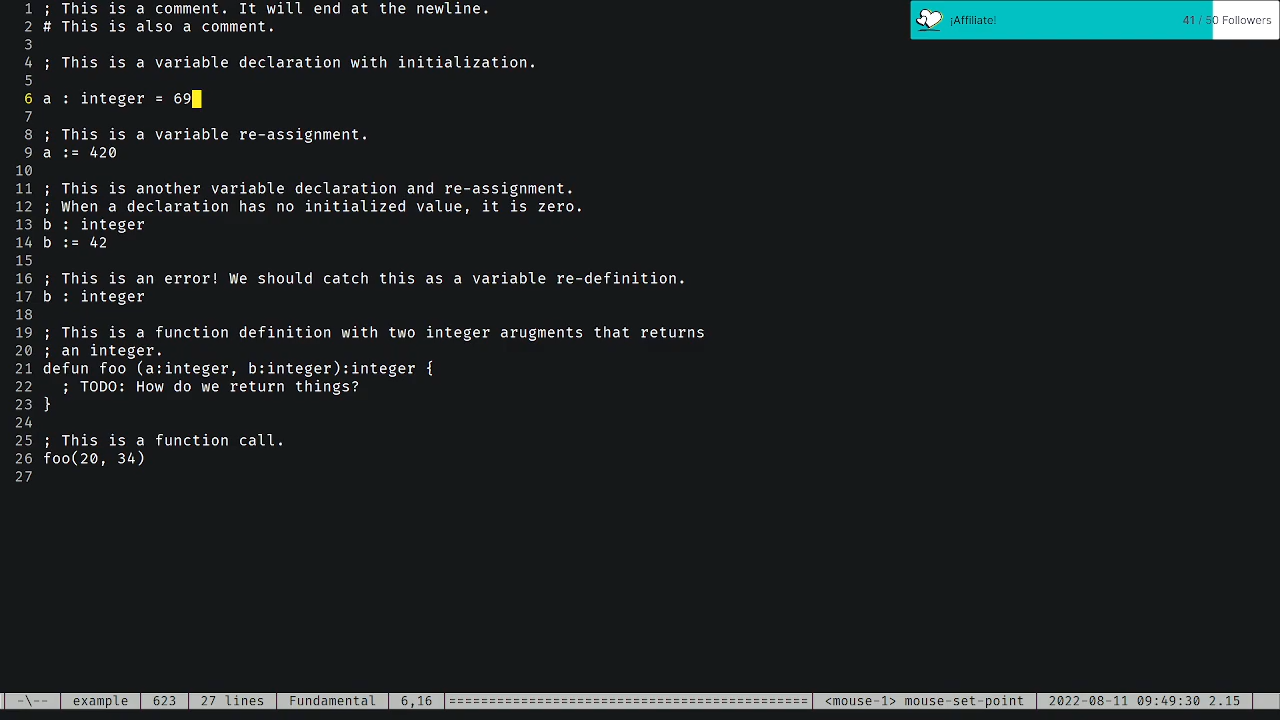 1 ; This is a comment. It will end at the newline.
2 # This is also a comment.
3
4 ; This is a variable declaration with initialization.
5
6 a : integer = 69
7
8 ; This is a variable re-assignment.
9 a := 420
10
11 ; This is another variable declaration and re-assignment.
12 ; When a declaration has no initialized value, it is zero.
13 b : integer
14 b := 42
15
16 ; This is an error! We should catch this as a variable re-definition.
17 b : integer
18
19 ; This is a function definition with two integer arugments that returns
20 ; an integer.
21 defun foo (a:integer, b:integer):integer {
22   ; TODO: How do we return things?
23 }
24
25 ; This is a function call.
26 foo(20, 34)
27
¡Affiliate! 41 / 50 Followers
-\-- example 623 27 lines Fundamental 6,16 ======================================= <mouse-1> mouse-set-point 2022-08-11 09:49:30 2.15